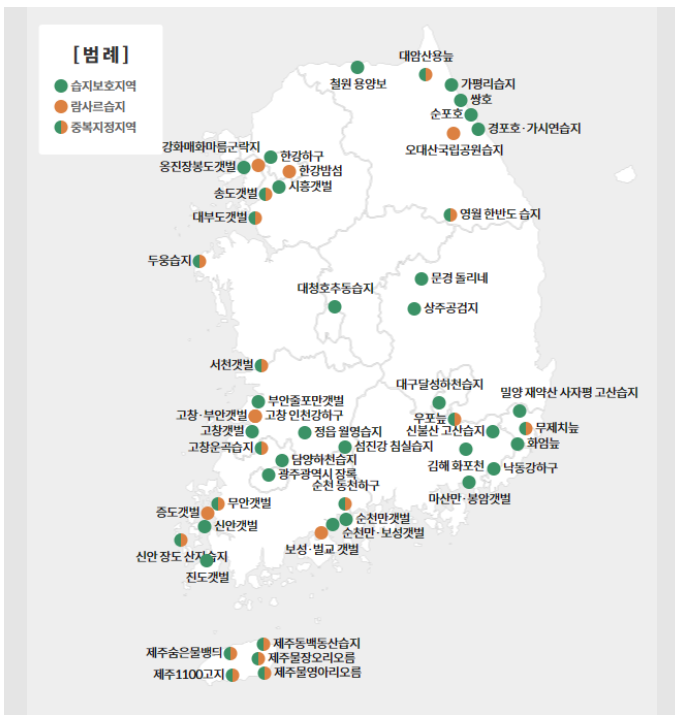 [범례]
습지보호지역
람사르습지
중복지정지역
대암산용늪
철원 용양보
가평리습지
쌍호
순포호
경포호·가시연습지
오대산국립공원습지
강화매화마름군락지
한강하구
옹진장봉도갯벌
한강밤섬
시흥갯벌
송도갯벌
대부도갯벌
영월 한반도 습지
두웅습지
문경 돌리네
대청호추동습지
상주공검지
서천갯벌
대구달성하천습지
밀양 재약산 사자평 고산습지
부안줄포만갯벌
고창·부안갯벌
고창 인천강하구
우포늪
무제치늪
고창갯벌
정읍 월영습지
신불산 고산습지
화엄늪
고창운곡습지
섬진강 침실습지
담양하천습지
김해 화포천
낙동강하구
광주광역시 장록
순천 동천하구
마산만·봉암갯벌
무안갯벌
증도갯벌
순천만갯벌
신안갯벌
순천만·보성갯벌
보성·벌교 갯벌
신안 장도 산지습지
진도갯벌
제주동백동산습지
제주숨은물뱅듸
제주물장오리오름
제주1100고지
제주물영아리오름